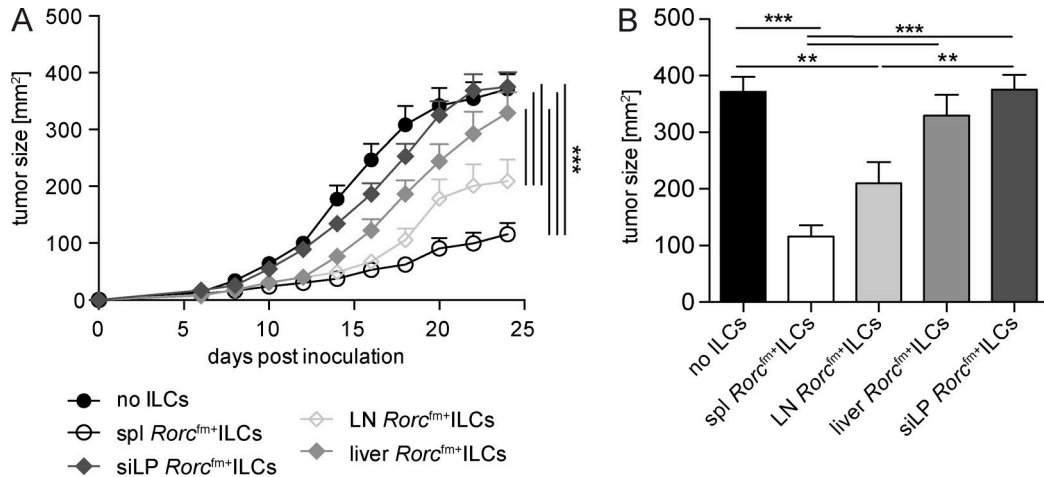 A
tumor size [mm²]
500
400
300
200
100
0
0
5
10
15
20
25
days post inoculation
***
no ILCs
spl Rorcᶠᵐ⁺ILCs
siLP Rorcᶠᵐ⁺ILCs
LN Rorcᶠᵐ⁺ILCs
liver Rorcᶠᵐ⁺ILCs
B
tumor size [mm²]
500
400
300
200
100
0
***
***
**
**
no ILCs
spl Rorcᶠᵐ⁺ILCs
LN Rorcᶠᵐ⁺ILCs
liver Rorcᶠᵐ⁺ILCs
siLP Rorcᶠᵐ⁺ILCs